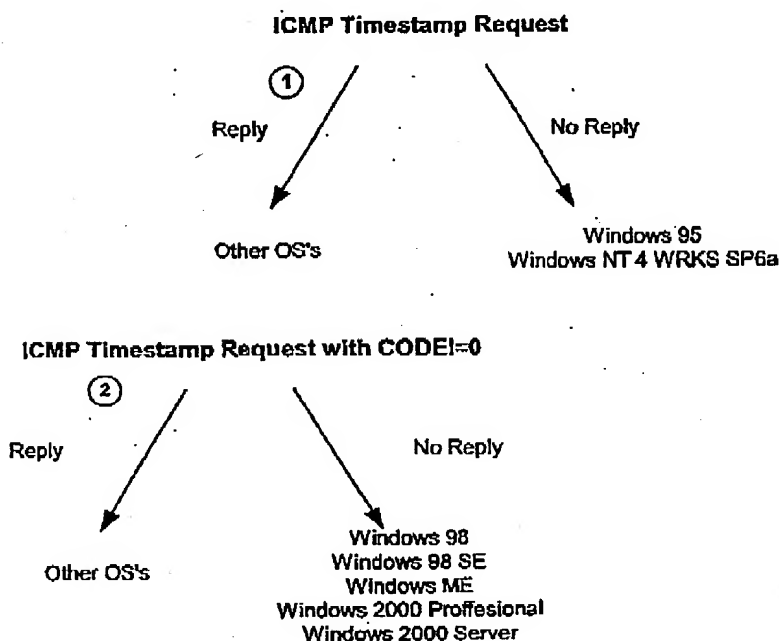 ICMP Timestamp Request
1
Reply
No Reply
Other OS's
Windows 95
Windows NT 4 WRKS SP6a
ICMP Timestamp Request with CODE!=0
2
Reply
No Reply
Other OS's
Windows 98
Windows 98 SE
Windows ME
Windows 2000 Proffesional
Windows 2000 Server